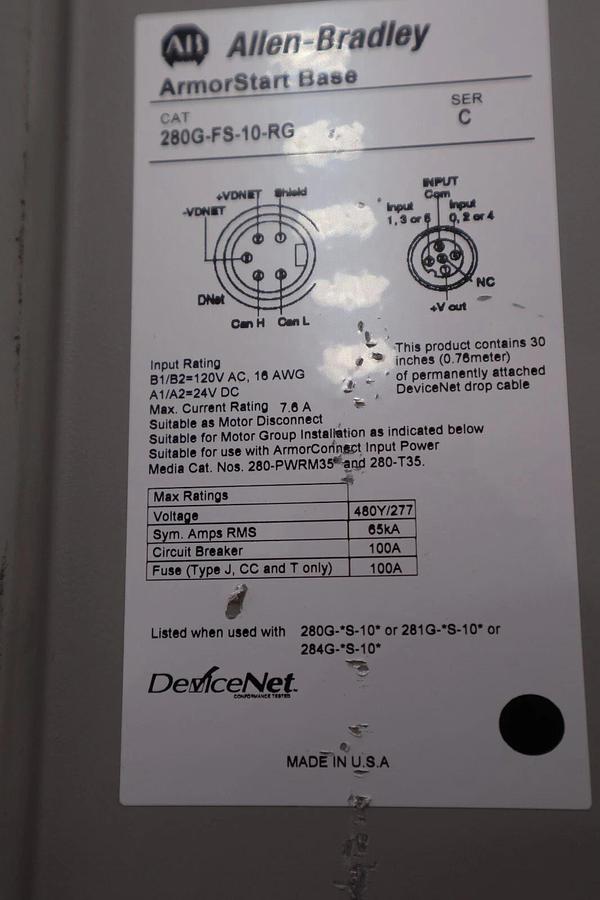 AB Allen-Bradley
ArmorStart Base
CAT
280G-FS-10-RG
SER
C
+VDNET Shield
-VDNET
DNet
Can H Can L
INPUT
Com
Input Input
1, 3 or 5 0, 2 or 4
NC
+V out
Input Rating
B1/B2=120V AC, 16 AWG
A1/A2=24V DC
Max. Current Rating 7.6 A
Suitable as Motor Disconnect
Suitable for Motor Group Installation as indicated below
Suitable for use with ArmorConnect Input Power
Media Cat. Nos. 280-PWRM35* and 280-T35.
This product contains 30
inches (0.76meter)
of permanently attached
DeviceNet drop cable
Max Ratings
Voltage 480Y/277
Sym. Amps RMS 65kA
Circuit Breaker 100A
Fuse (Type J, CC and T only) 100A
Listed when used with 280G-*S-10* or 281G-*S-10* or
284G-*S-10*
DeviceNet
CONFORMANCE TESTED
MADE IN U.S.A